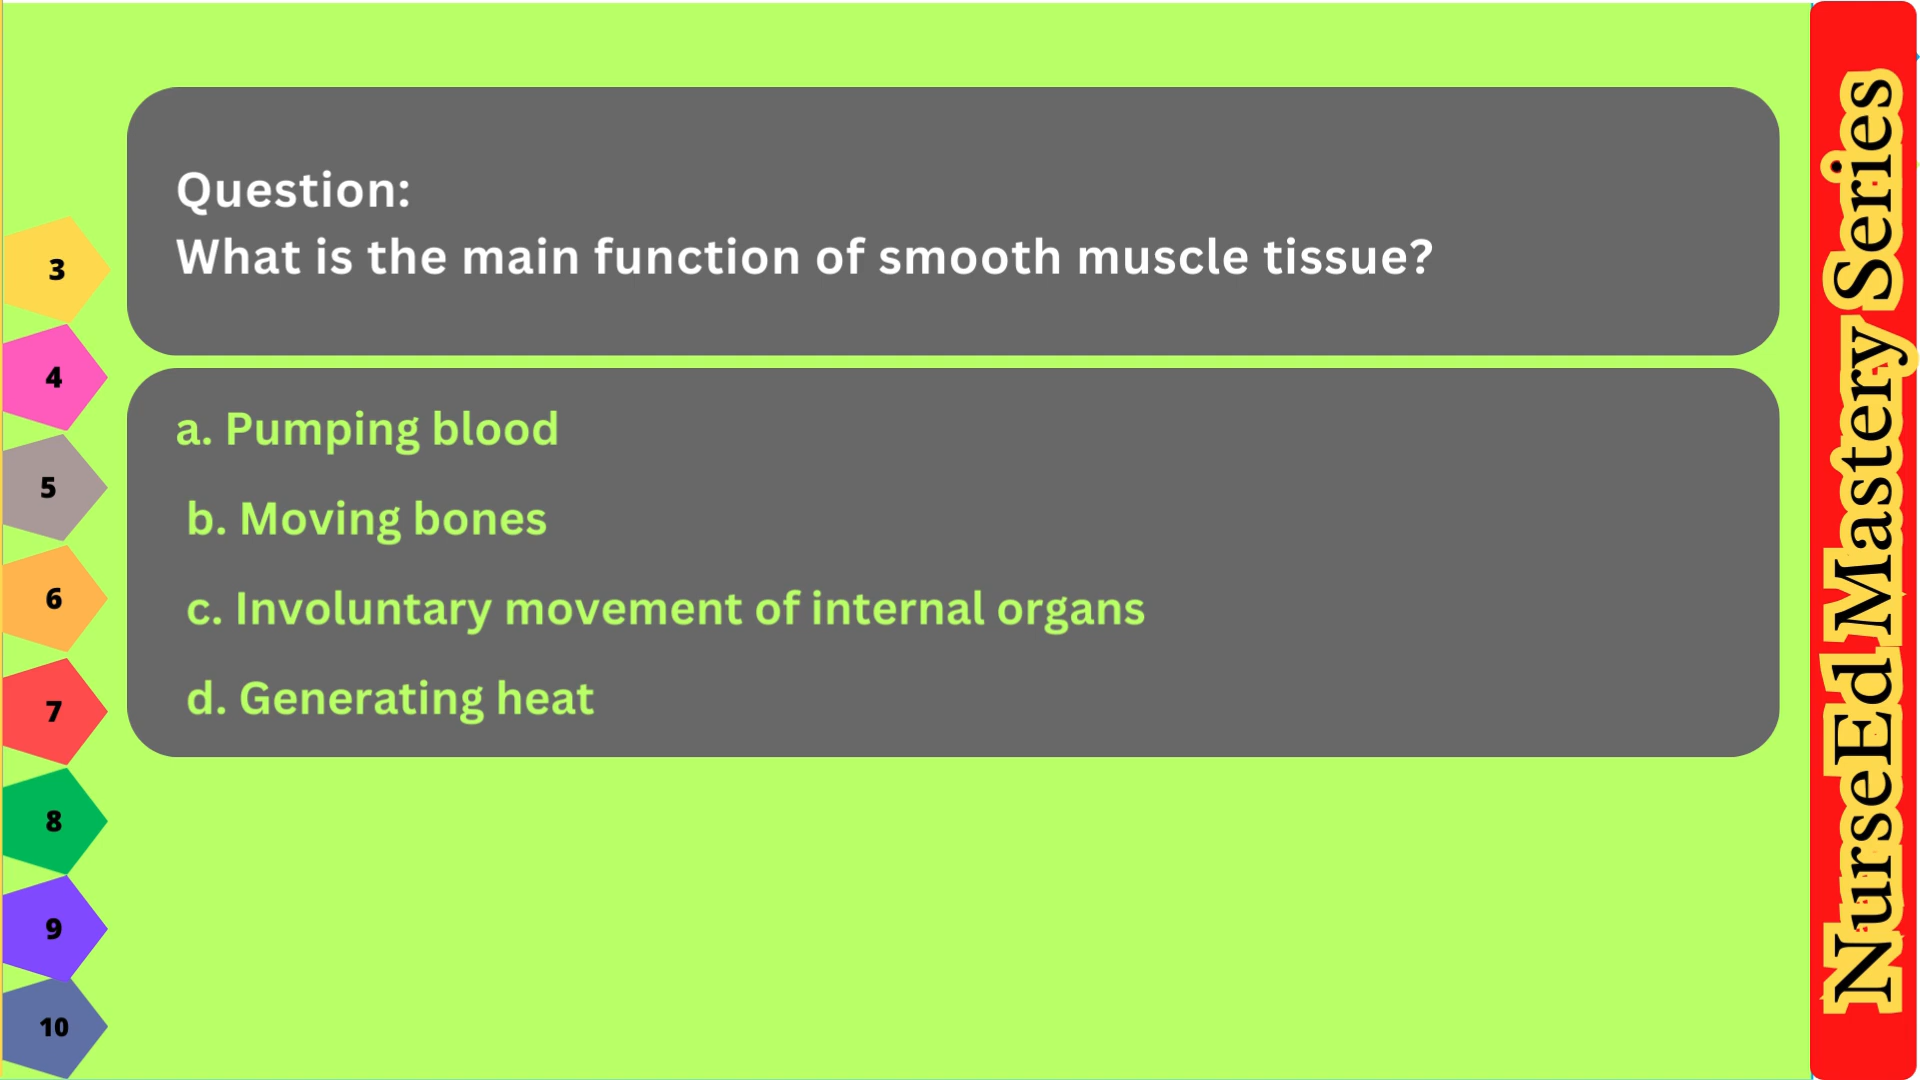 Question:
What is the main function of smooth muscle tissue?
a. Pumping blood
b. Moving bones
c. Involuntary movement of internal organs
d. Generating heat
3
4
5
6
7
8
9
10
NurseEd Mastery Series